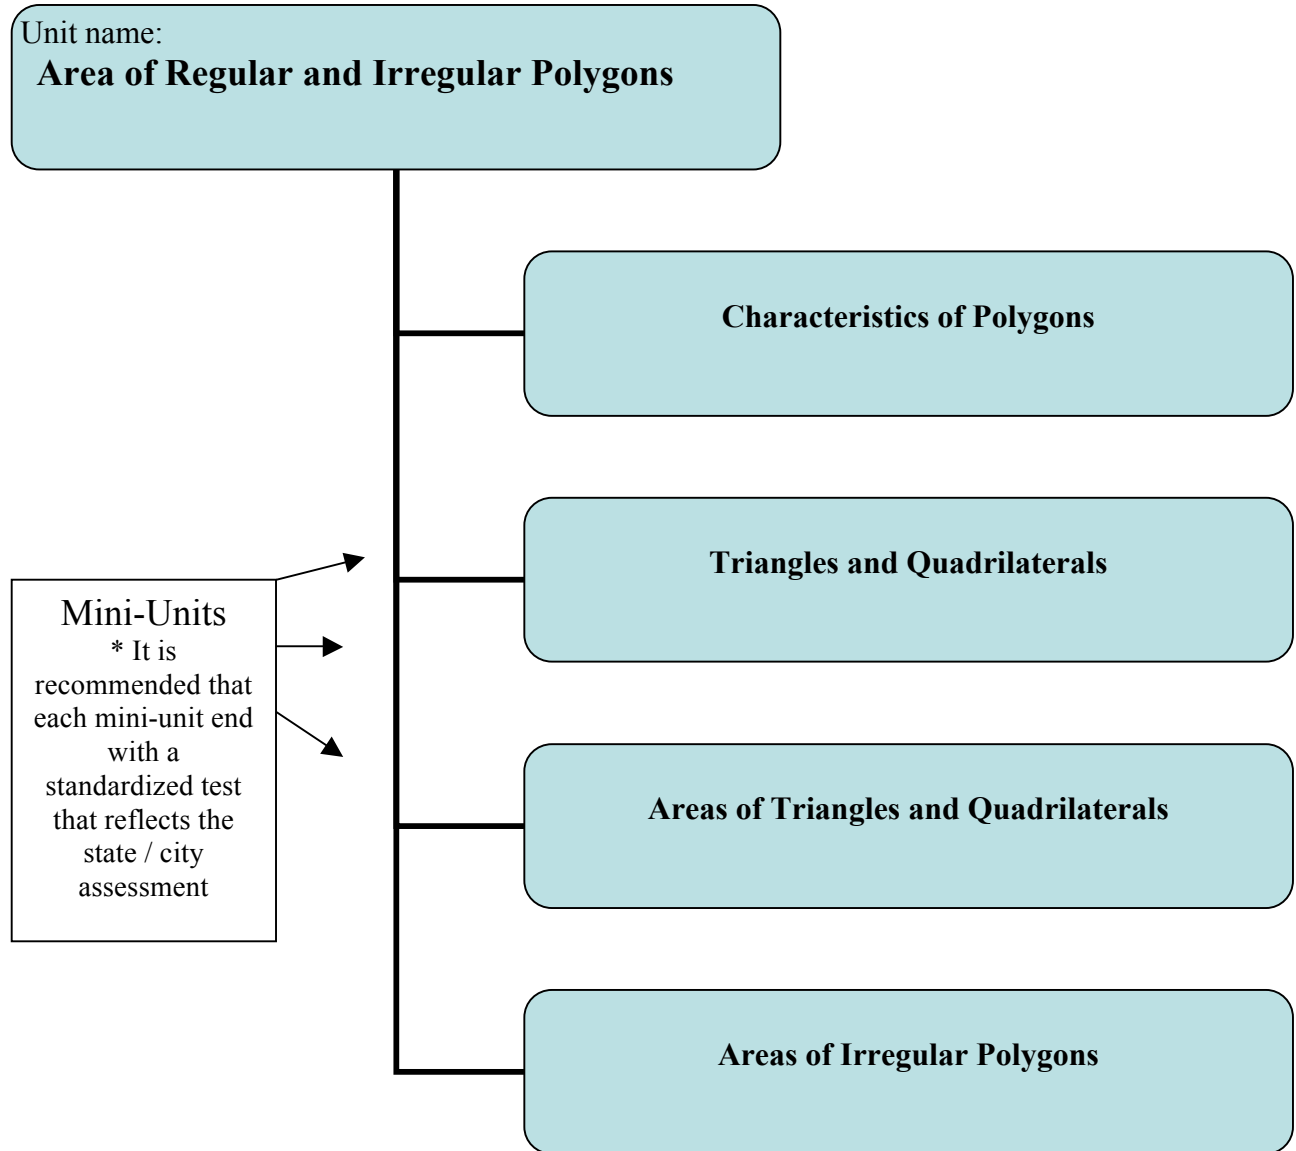 Unit name:
Area of Regular and Irregular Polygons
Characteristics of Polygons
Triangles and Quadrilaterals
Mini-Units
* It is
recommended that
each mini-unit end
with a
standardized test
that reflects the
state / city
assessment
Areas of Triangles and Quadrilaterals
Areas of Irregular Polygons